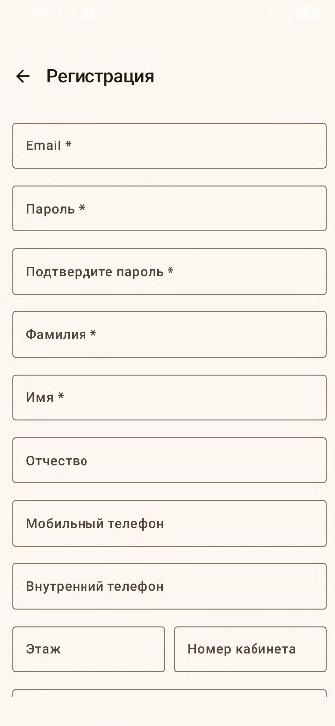 Регистрация
Email *
Пароль *
Подтвердите пароль *
Фамилия *
Имя *
Отчество
Мобильный телефон
Внутренний телефон
Этаж
Номер кабинета